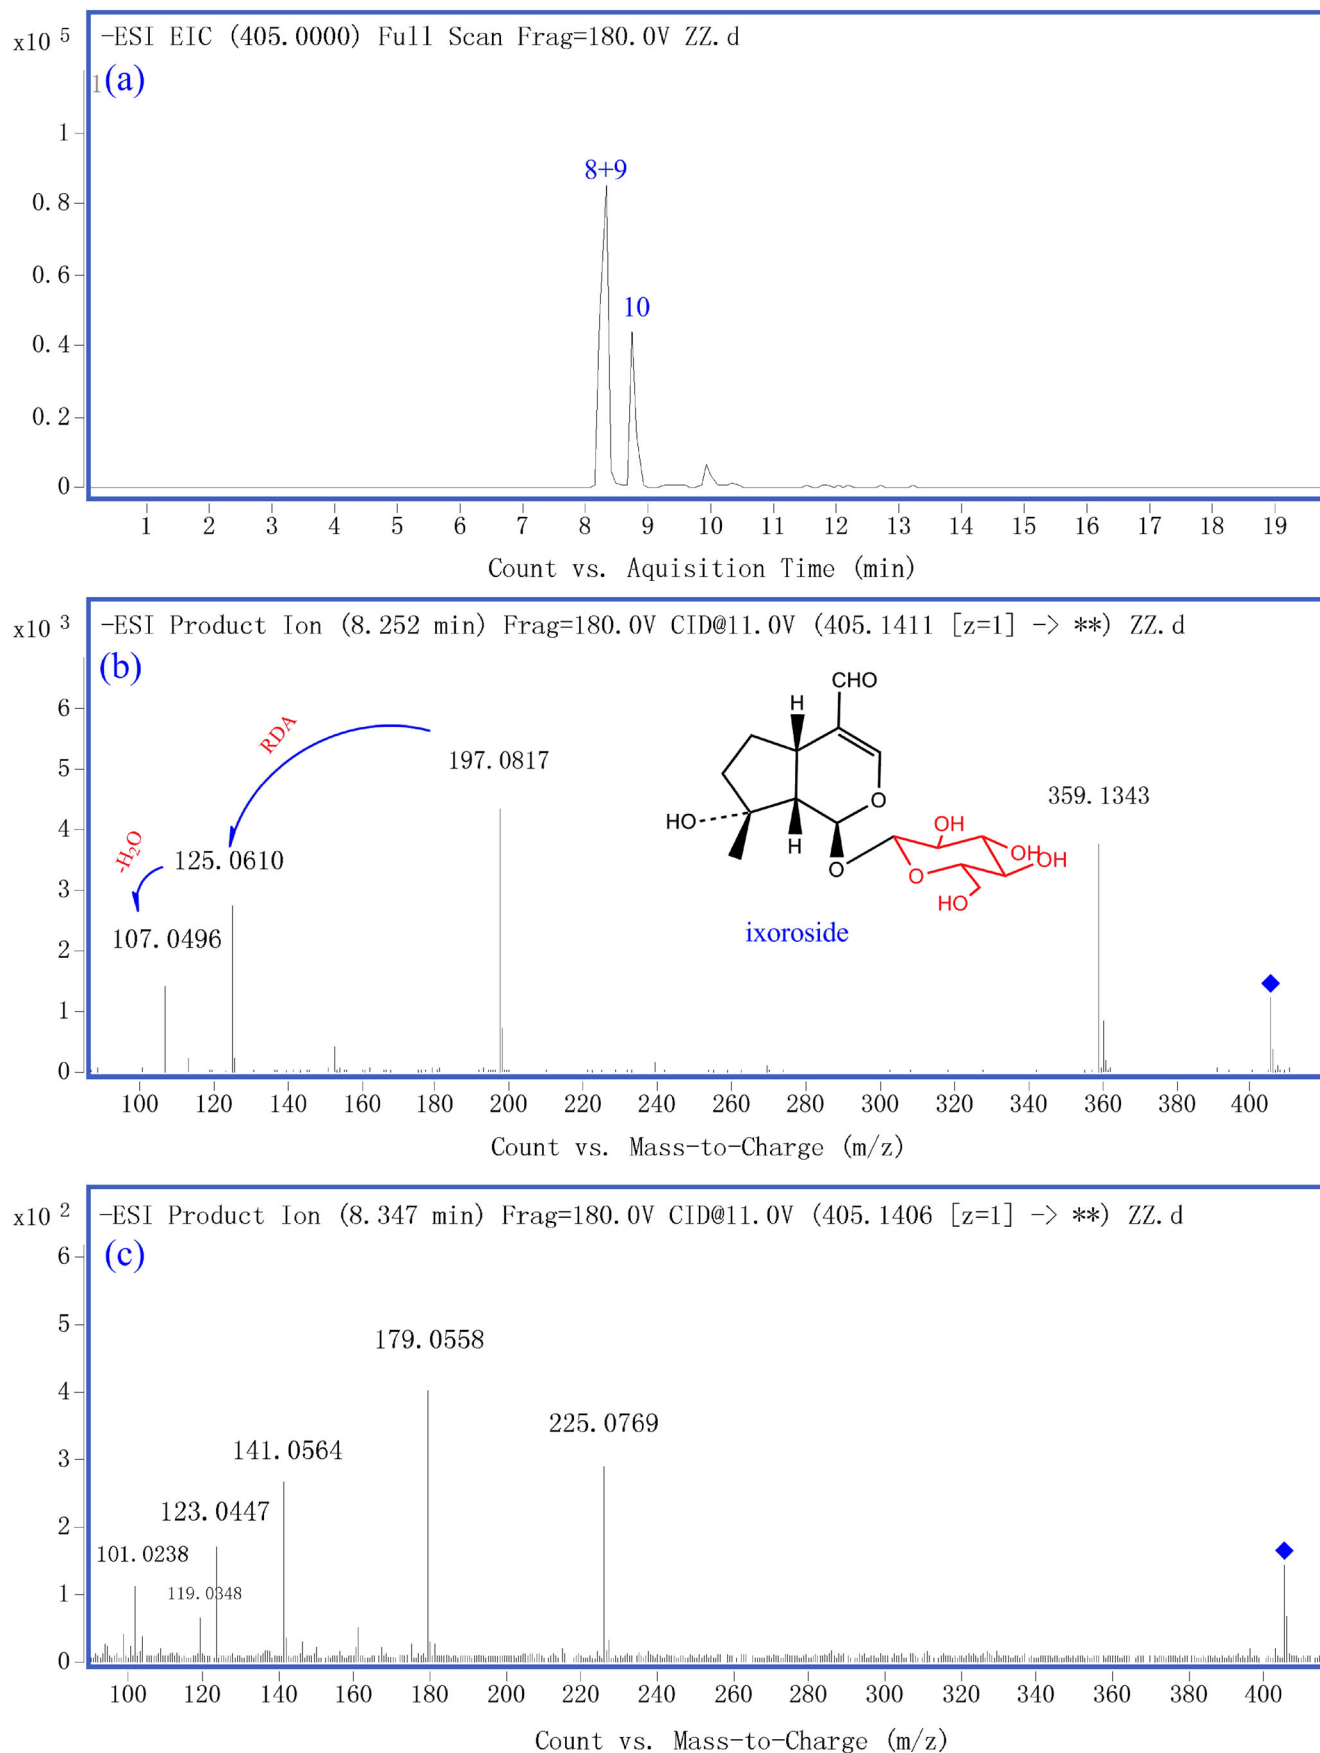 x10 5
-ESI EIC (405.0000) Full Scan Frag=180.0V ZZ.d
1
(a)
1
0.8
0.6
0.4
0.2
0
8+9
10
1 2 3 4 5 6 7 8 9 10 11 12 13 14 15 16 17 18 19
Count vs. Aquisition Time (min)
x10 3
-ESI Product Ion (8.252 min) Frag=180.0V CID@11.0V (405.1411 [z=1] -> **) ZZ.d
(b)
6
5
4
3
2
1
0
RDA
-H₂O
197.0817
125.0610
107.0496
359.1343
CHO
H
O
HO
H
O
OH
OH
OH
O
HO
ixoroside
100 120 140 160 180 200 220 240 260 280 300 320 340 360 380 400
Count vs. Mass-to-Charge (m/z)
x10 2
-ESI Product Ion (8.347 min) Frag=180.0V CID@11.0V (405.1406 [z=1] -> **) ZZ.d
(c)
6
5
4
3
2
1
0
179.0558
225.0769
141.0564
123.0447
101.0238
119.0348
100 120 140 160 180 200 220 240 260 280 300 320 340 360 380 400
Count vs. Mass-to-Charge (m/z)